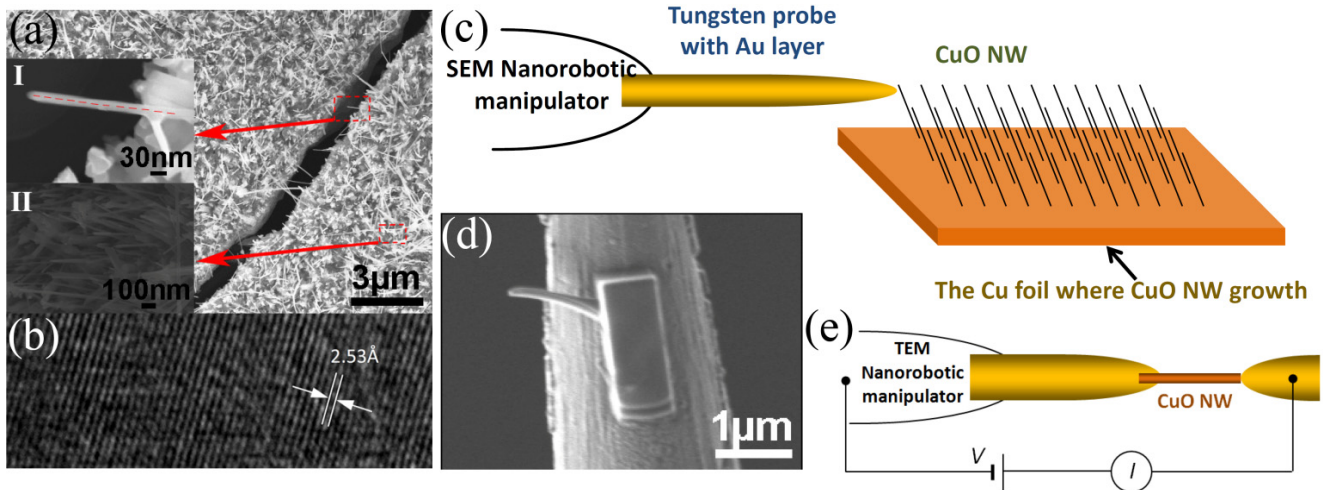 (a)
I
30nm
II
100nm
3μm
(b)
2.53Å
(c)
SEM Nanorobotic
manipulator
Tungsten probe
with Au layer
CuO NW
The Cu foil where CuO NW growth
(d)
1μm
(e)
TEM
Nanorobotic
manipulator
CuO NW
V
I